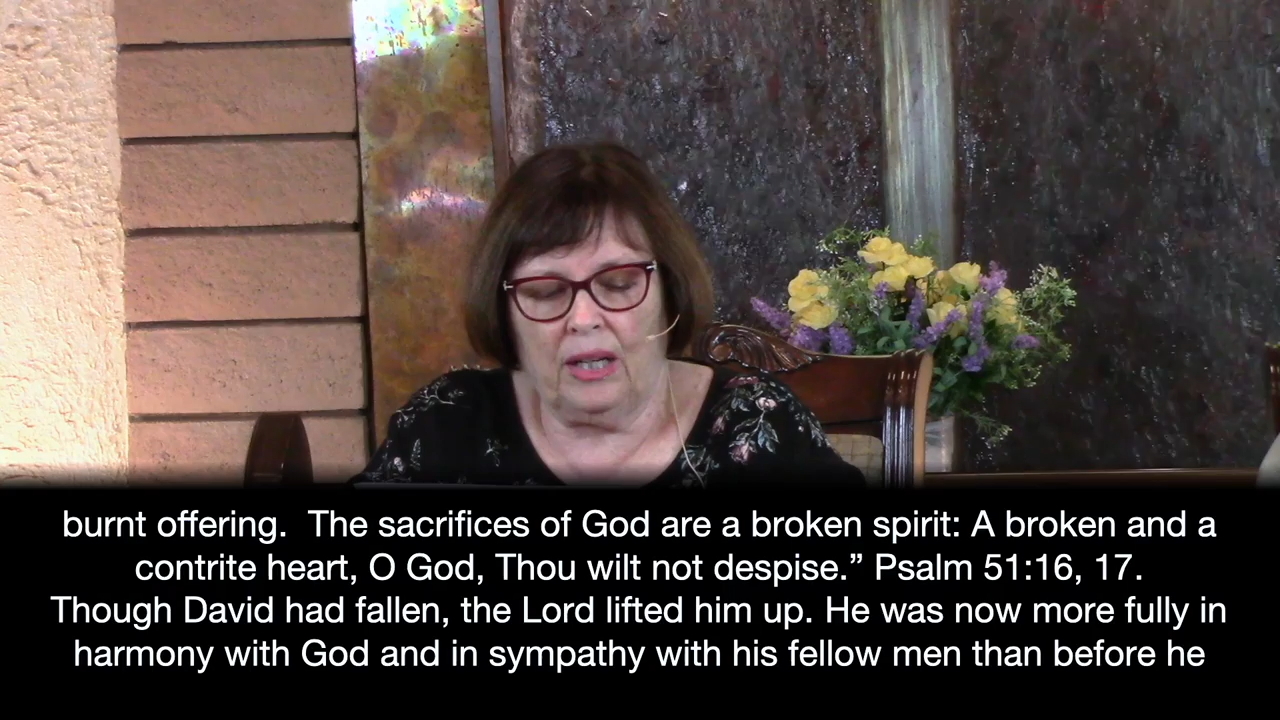 burnt offering.  The sacrifices of God are a broken spirit: A broken and a
contrite heart, O God, Thou wilt not despise.” Psalm 51:16, 17.
Though David had fallen, the Lord lifted him up. He was now more fully in
harmony with God and in sympathy with his fellow men than before he